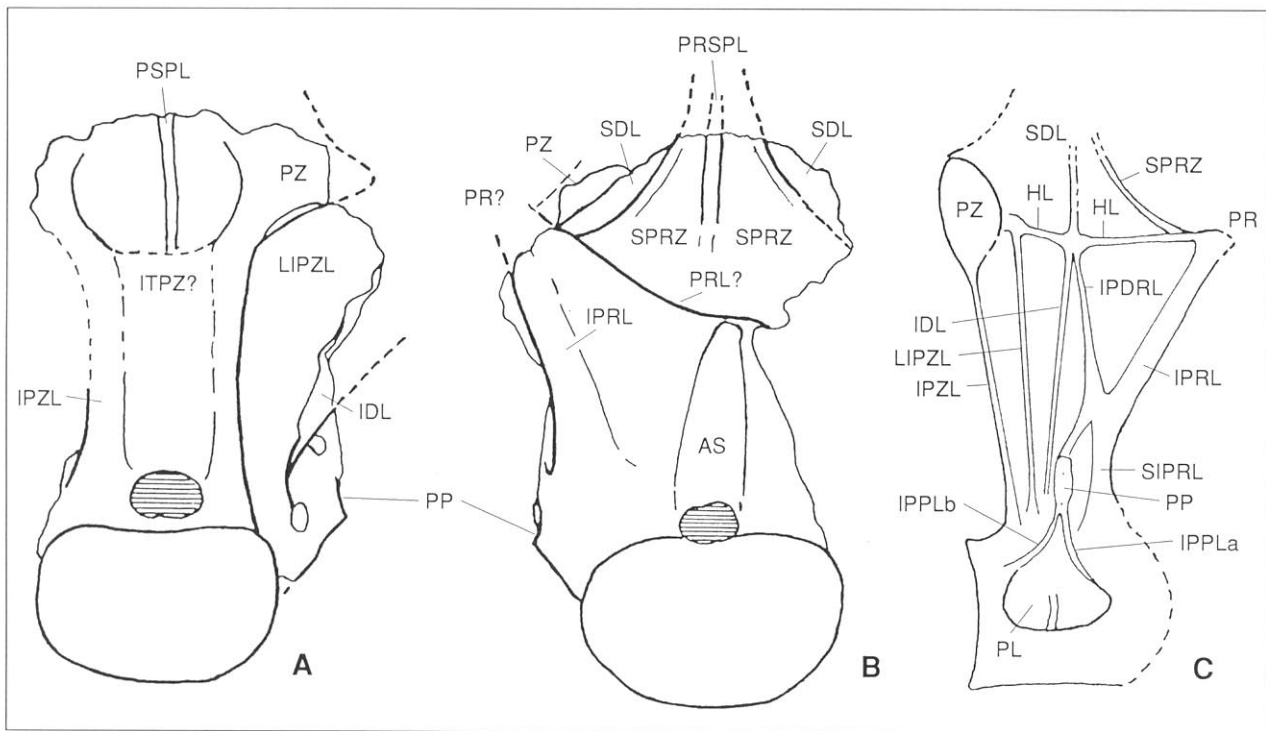 PSPL
PZ
LIPZL
ITPZ?
IPZL
IDL
PP
A
PRSPL
SDL
SDL
PZ
PR?
SPRZ
SPRZ
PRL?
IPRL
AS
B
SDL
SPRZ
HL
HL
PZ
PR
IPDRL
IDL
LIPZL
IPZL
IPRL
SIPRL
PP
IPPLb
IPPLa
PL
C